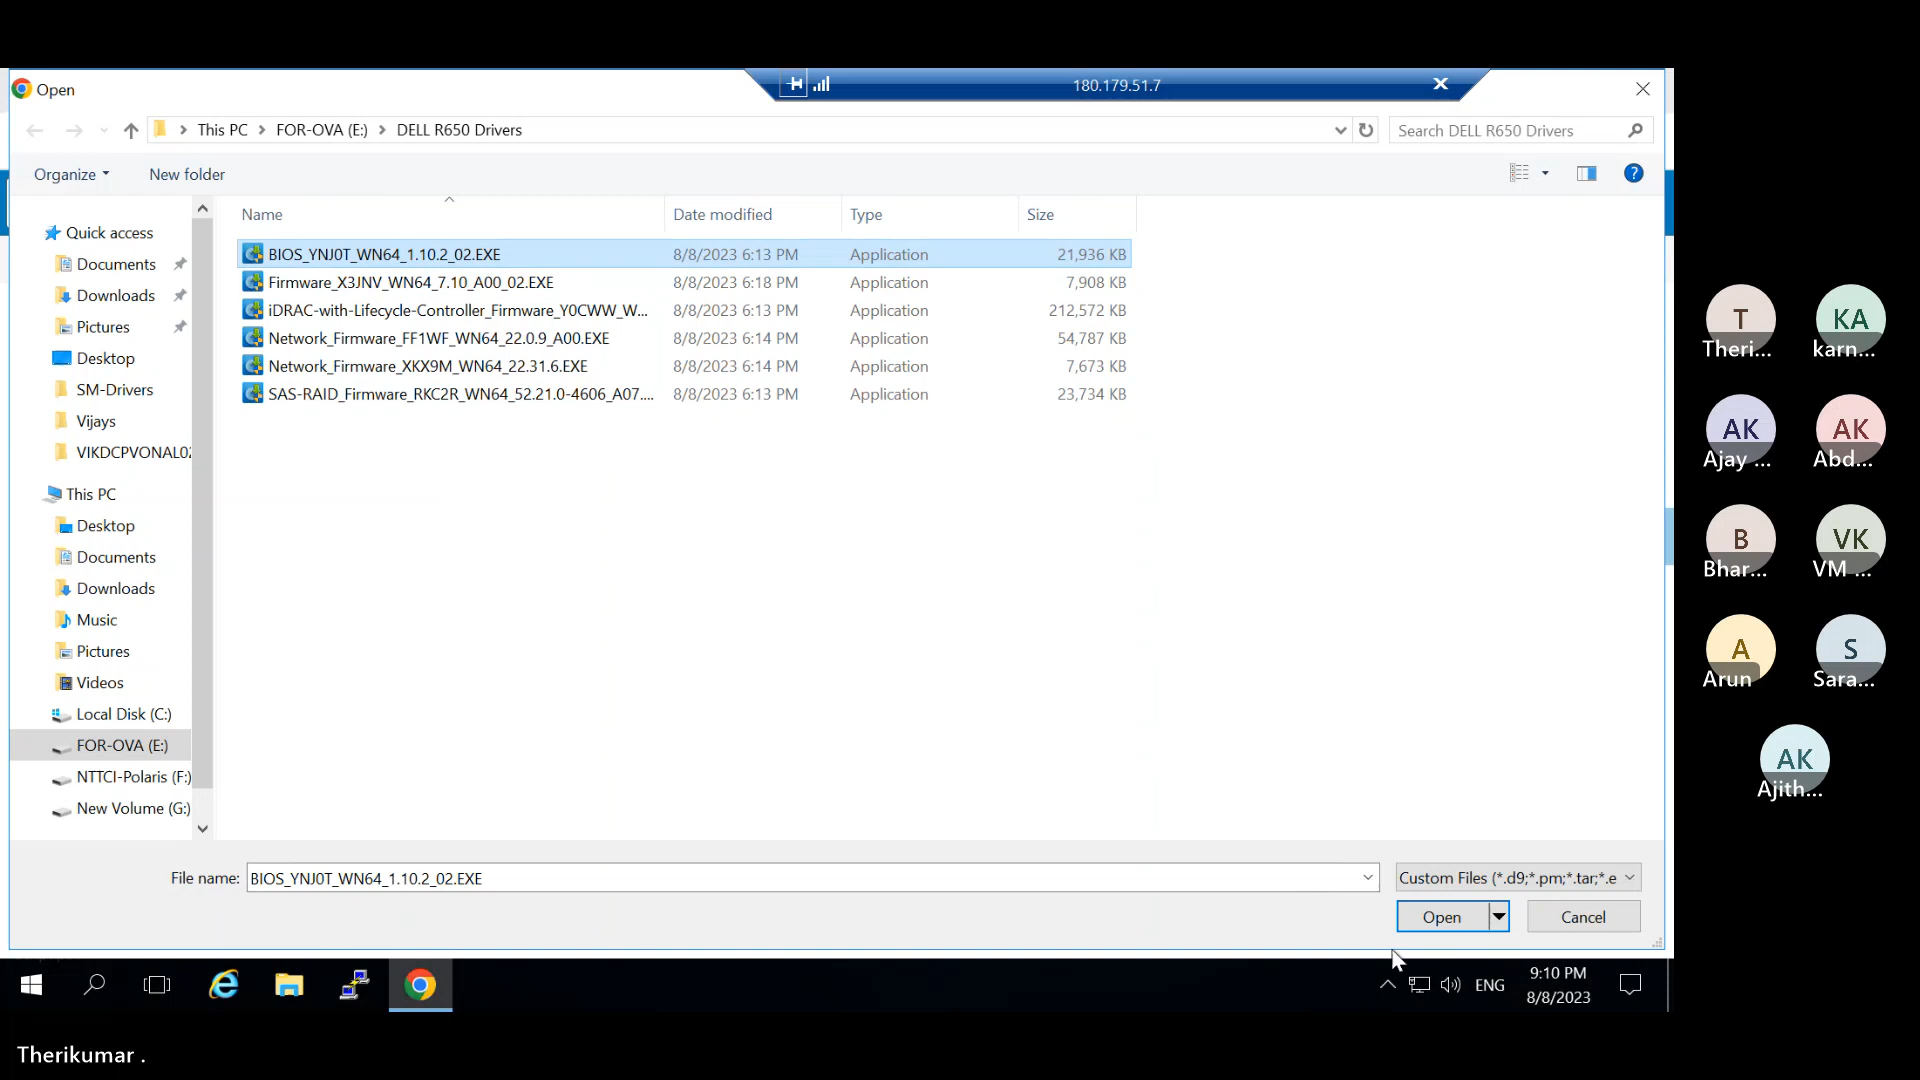 Open
180.179.51.7
This PC > FOR-OVA (E:) > DELL R650 Drivers
Search DELL R650 Drivers
Organize
New folder
Name
Date modified
Type
Size
Quick access
Documents
Downloads
Pictures
Desktop
SM-Drivers
Vijays
VIKDCPVONAL02
This PC
Desktop
Documents
Downloads
Music
Pictures
Videos
Local Disk (C:)
FOR-OVA (E:)
NTTCI-Polaris (F:)
New Volume (G:)
BIOS_YNJ0T_WN64_1.10.2_02.EXE 8/8/2023 6:13 PM Application 21,936 KB
Firmware_X3JNV_WN64_7.10_A00_02.EXE 8/8/2023 6:18 PM Application 7,908 KB
iDRAC-with-Lifecycle-Controller_Firmware_Y0CWW_W... 8/8/2023 6:13 PM Application 212,572 KB
Network_Firmware_FF1WF_WN64_22.0.9_A00.EXE 8/8/2023 6:14 PM Application 54,787 KB
Network_Firmware_XKX9M_WN64_22.31.6.EXE 8/8/2023 6:14 PM Application 7,673 KB
SAS-RAID_Firmware_RKC2R_WN64_52.21.0-4606_A07.... 8/8/2023 6:13 PM Application 23,734 KB
File name: BIOS_YNJ0T_WN64_1.10.2_02.EXE
Custom Files (*.d9;*.pm;*.tar;*.e
Open
Cancel
ENG
9:10 PM
8/8/2023
T
Theri...
KA
karn...
AK
Ajay ...
AK
Abd...
B
Bhar...
VK
VM ...
A
Arun
S
Sara...
AK
Ajith...
Therikumar .